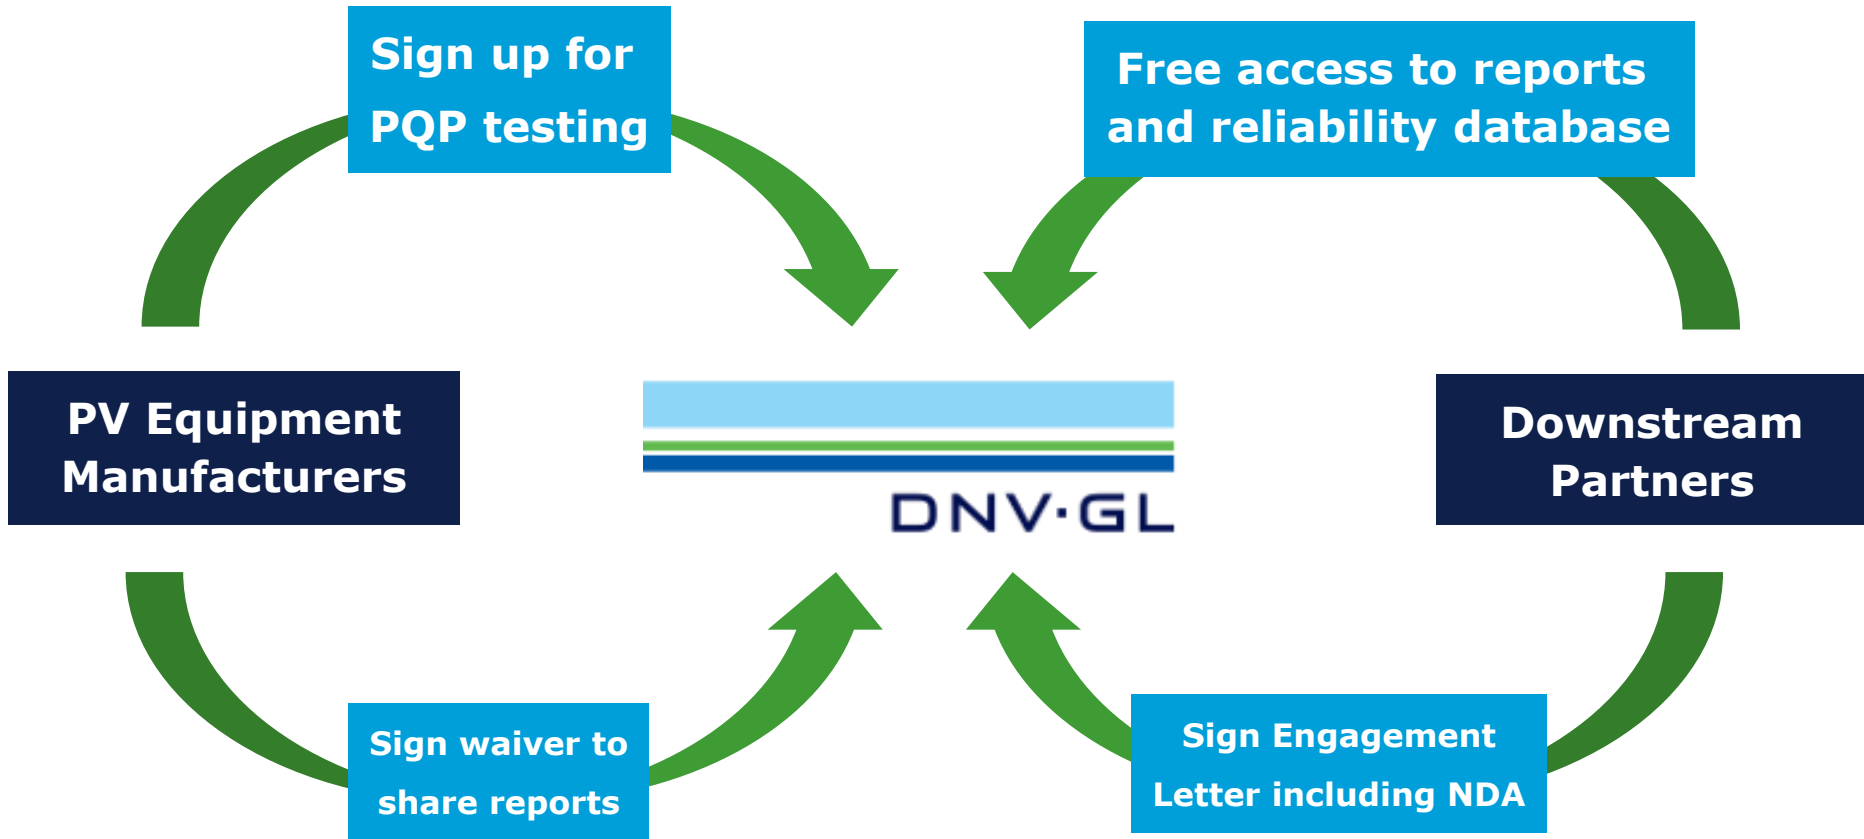 Sign up for
PQP testing
Free access to reports
and reliability database
PV Equipment
Manufacturers
DNV·GL
Downstream
Partners
Sign waiver to
share reports
Sign Engagement
Letter including NDA